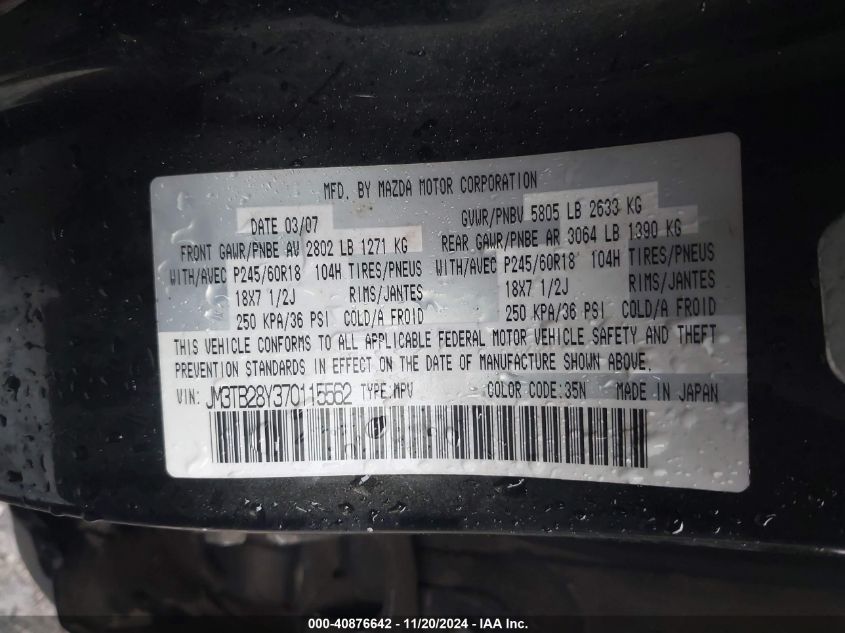 MFD. BY MAZDA MOTOR CORPORATION
DATE 03/07 GVWR/PNBV 5805 LB 2633 KG
FRONT GAWR/PNBE AV 2802 LB 1271 KG REAR GAWR/PNBE AR 3064 LB 1390 KG
WITH/AVEC P245/60R18 104H TIRES/PNEUS WITH/AVEC P245/60R18 104H TIRES/PNEUS
18X7 1/2J RIMS/JANTES 18X7 1/2J RIMS/JANTES
250 KPA/36 PSI COLD/A FROID 250 KPA/36 PSI COLD/A FROID
THIS VEHICLE CONFORMS TO ALL APPLICABLE FEDERAL MOTOR VEHICLE SAFETY AND THEFT
PREVENTION STANDARDS IN EFFECT ON THE DATE OF MANUFACTURE SHOWN ABOVE.
VIN: JM3TB28Y370115562 TYPE:MPV COLOR CODE:35N MADE IN JAPAN
000-40876642 - 11/20/2024 - IAA Inc.